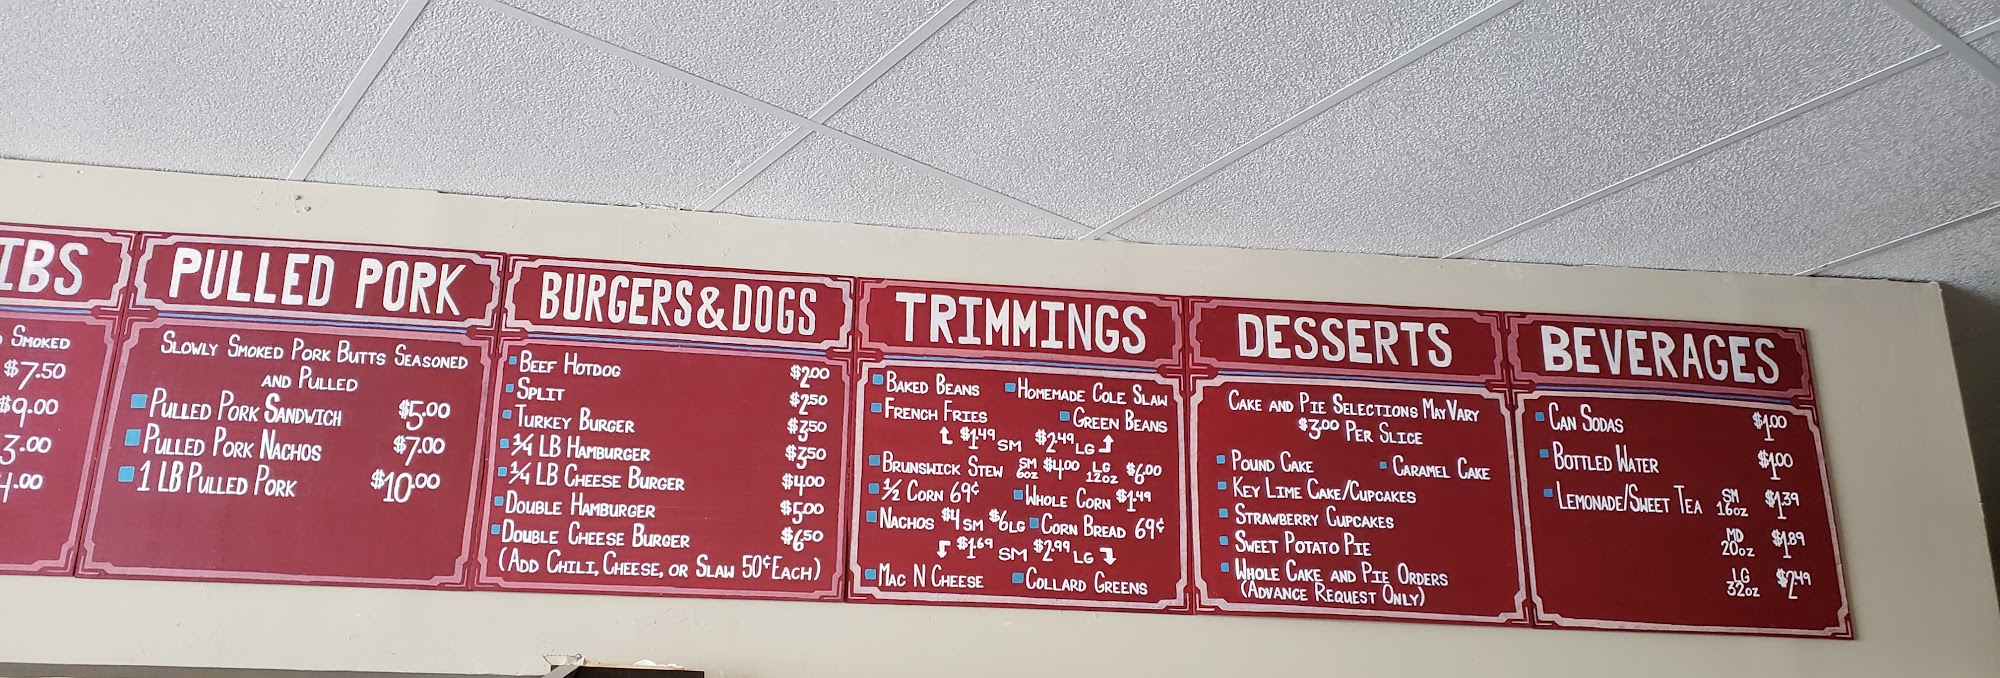 IBS
SMOKED
$7.50
$9.00
3.00
4.00
PULLED PORK
SLOWLY SMOKED PORK BUTTS SEASONED
AND PULLED
PULLED PORK SANDWICH $5.00
PULLED PORK NACHOS $7.00
1 LB PULLED PORK $10.00
BURGERS & DOGS
BEEF HOTDOG $2.00
SPLIT $2.50
TURKEY BURGER $3.50
1/4 LB HAMBURGER $3.50
1/4 LB CHEESE BURGER $4.00
DOUBLE HAMBURGER $5.00
DOUBLE CHEESE BURGER $6.50
(ADD CHILI, CHEESE, OR SLAW 50¢ EACH)
TRIMMINGS
BAKED BEANS HOMEMADE COLE SLAW
FRENCH FRIES GREEN BEANS
$1.49 SM $2.49 LG
BRUNSWICK STEW SM 6OZ $4.00 LG 12OZ $6.00
1/2 CORN 69¢ WHOLE CORN $1.49
NACHOS $4 SM $6 LG CORN BREAD 69¢
$1.69 SM $2.99 LG
MAC N CHEESE COLLARD GREENS
DESSERTS
CAKE AND PIE SELECTIONS MAY VARY
$3.00 PER SLICE
POUND CAKE CARAMEL CAKE
KEY LIME CAKE/CUPCAKES
STRAWBERRY CUPCAKES
SWEET POTATO PIE
WHOLE CAKE AND PIE ORDERS
(ADVANCE REQUEST ONLY)
BEVERAGES
CAN SODAS $1.00
BOTTLED WATER $1.00
LEMONADE/SWEET TEA SM 16OZ $1.39
MD 20OZ $1.89
LG 32OZ $2.49